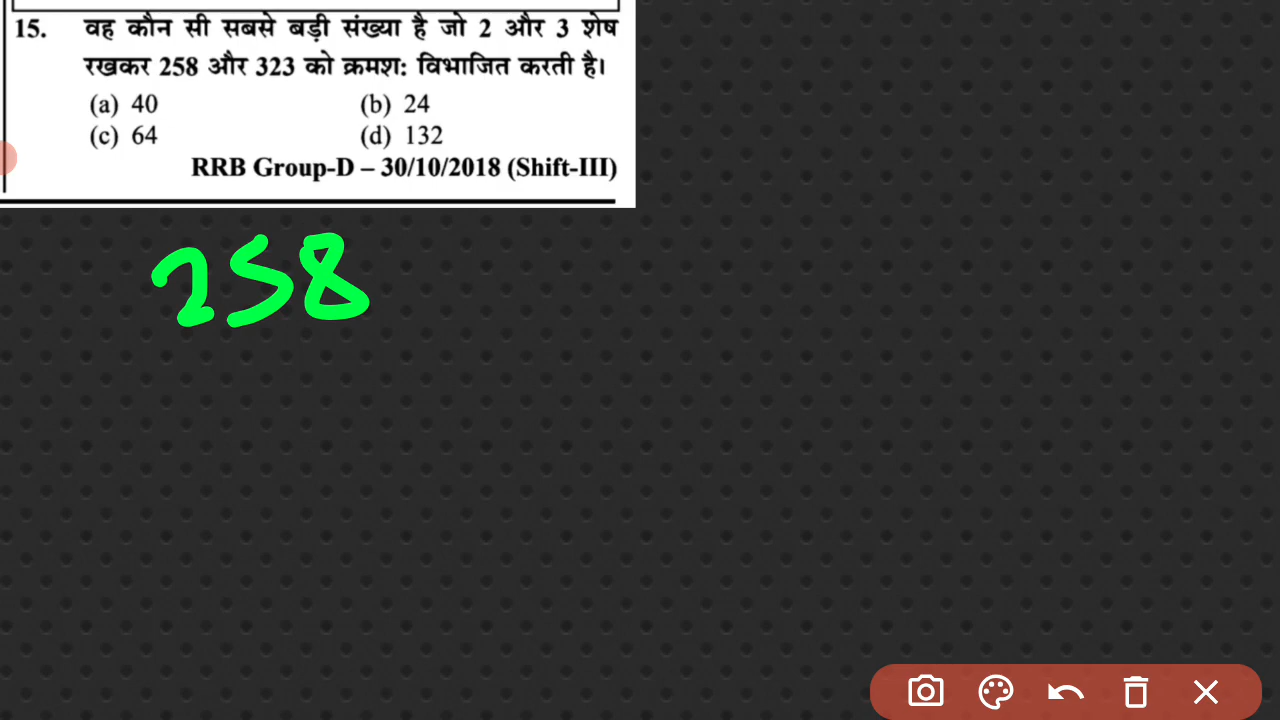 15. वह कौन सी सबसे बड़ी संख्या है जो 2 और 3 शेष
रखकर 258 और 323 को क्रमश: विभाजित करती है।
(a) 40 (b) 24
(c) 64 (d) 132
RRB Group-D – 30/10/2018 (Shift-III)
258